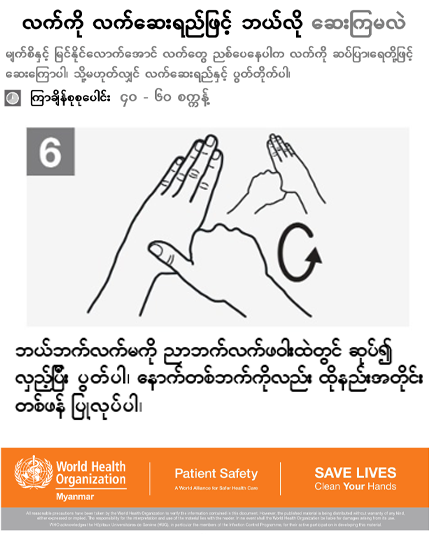 လက်ကို လက်ဆေးရည်ဖြင့် ဘယ်လို ဆေးကြမလဲ
မျက်စိနှင့် မြင်နိုင်လောက်အောင် လက်တွေ ညစ်ပေနေပါက လက်ကို ဆပ်ပြာ၊ရေတို့ဖြင့်
ဆေးကြောပါ၊ သို့မဟုတ်လျှင် လက်ဆေးရည်နှင့် ပွတ်တိုက်ပါ၊
ကြာချိန်စုစုပေါင်း ၄၀ - ၆၀ စက္ကန့်
6
ဘယ်ဘက်လက်မကို ညာဘက်လက်ဖဝါးထဲတွင် ဆုပ်၍
လှည့်ပြီး ပွတ်ပါ၊ နောက်တစ်ဖက်ကိုလည်း ထိုနည်းအတိုင်း
တစ်ဖန် ပြုလုပ်ပါ၊
World Health
Organization
Myanmar
Patient Safety
A World Alliance for Safer Health Care
SAVE LIVES
Clean Your Hands